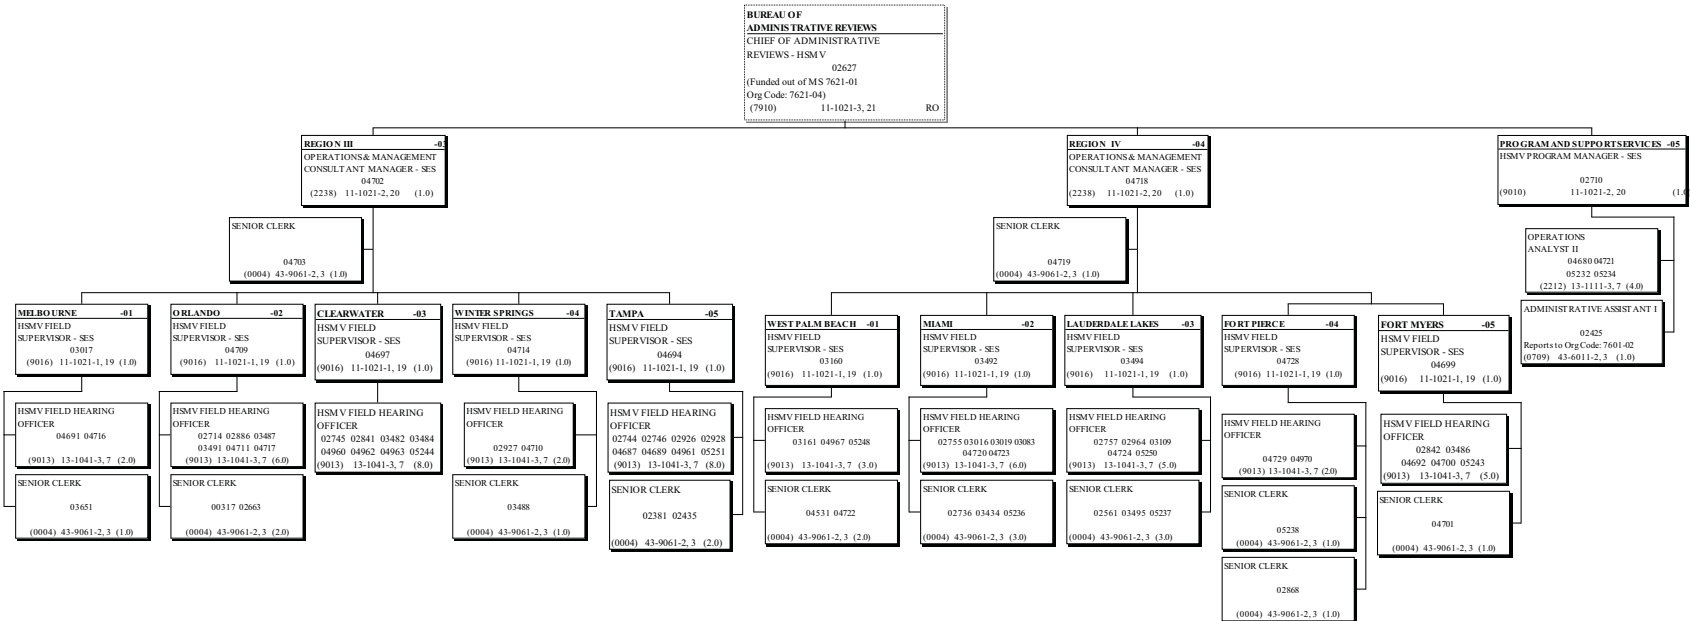 BUREAU OF
ADMINISTRATIVE REVIEWS
CHIEF OF ADMINISTRATIVE
REVIEWS - HSMV
02627
(Funded out of MS 7621-01
Org Code: 7621-04)
(7910) 11-1021-3, 21 RO
REGION III -03
OPERATIONS & MANAGEMENT
CONSULTANT MANAGER - SES
04702
(2238) 11-1021-2, 20 (1.0)
SENIOR CLERK
04703
(0004) 43-9061-2, 3 (1.0)
MELBOURNE -01
HSMV FIELD
SUPERVISOR - SES
03017
(9016) 11-1021-1, 19 (1.0)
HSMV FIELD HEARING
OFFICER
04691 04716
(9013) 13-1041-3, 7 (2.0)
SENIOR CLERK
03651
(0004) 43-9061-2, 3 (1.0)
ORLANDO -02
HSMV FIELD
SUPERVISOR - SES
04709
(9016) 11-1021-1, 19 (1.0)
HSMV FIELD HEARING
OFFICER
02714 02886 03487
03491 04711 04717
(9013) 13-1041-3, 7 (6.0)
SENIOR CLERK
00317 02663
(0004) 43-9061-2, 3 (2.0)
CLEARWATER -03
HSMV FIELD
SUPERVISOR - SES
04697
(9016) 11-1021-1, 19 (1.0)
HSMV FIELD HEARING
OFFICER
02745 02841 03482 03484
04960 04962 04963 05244
(9013) 13-1041-3, 7 (8.0)
WINTER SPRINGS -04
HSMV FIELD
SUPERVISOR - SES
04714
(9016) 11-1021-1, 19 (1.0)
HSMV FIELD HEARING
OFFICER
02927 04710
(9013) 13-1041-3, 7 (2.0)
SENIOR CLERK
03488
(0004) 43-9061-2, 3 (1.0)
TAMPA -05
HSMV FIELD
SUPERVISOR - SES
04694
(9016) 11-1021-1, 19 (1.0)
HSMV FIELD HEARING
OFFICER
02744 02746 02926 02928
04687 04689 04961 05251
(9013) 13-1041-3, 7 (8.0)
SENIOR CLERK
02381 02435
(0004) 43-9061-2, 3 (2.0)
REGION IV -04
OPERATIONS & MANAGEMENT
CONSULTANT MANAGER - SES
04718
(2238) 11-1021-2, 20 (1.0)
SENIOR CLERK
04719
(0004) 43-9061-2, 3 (1.0)
WEST PALM BEACH -01
HSMV FIELD
SUPERVISOR - SES
03160
(9016) 11-1021-1, 19 (1.0)
HSMV FIELD HEARING
OFFICER
03161 04967 05248
(9013) 13-1041-3, 7 (3.0)
SENIOR CLERK
04531 04722
(0004) 43-9061-2, 3 (2.0)
MIAMI -02
HSMV FIELD
SUPERVISOR - SES
03492
(9016) 11-1021-1, 19 (1.0)
HSMV FIELD HEARING
OFFICER
02755 03016 03019 03083
04720 04723
(9013) 13-1041-3, 7 (6.0)
SENIOR CLERK
02736 03434 05236
(0004) 43-9061-2, 3 (3.0)
LAUDERDALE LAKES -03
HSMV FIELD
SUPERVISOR - SES
03494
(9016) 11-1021-1, 19 (1.0)
HSMV FIELD HEARING
OFFICER
02757 02964 03109
04724 05250
(9013) 13-1041-3, 7 (5.0)
SENIOR CLERK
02561 03495 05237
(0004) 43-9061-2, 3 (3.0)
FORT PIERCE -04
HSMV FIELD
SUPERVISOR - SES
04728
(9016) 11-1021-1, 19 (1.0)
HSMV FIELD HEARING
OFFICER
04729 04970
(9013) 13-1041-3, 7 (2.0)
SENIOR CLERK
05238
(0004) 43-9061-2, 3 (1.0)
SENIOR CLERK
02868
(0004) 43-9061-2, 3 (1.0)
FORT MYERS -05
HSMV FIELD
SUPERVISOR - SES
04699
(9016) 11-1021-1, 19 (1.0)
HSMV FIELD HEARING
OFFICER
02842 03486
04692 04700 05243
(9013) 13-1041-3, 7 (5.0)
SENIOR CLERK
04701
(0004) 43-9061-2, 3 (1.0)
PROGRAM AND SUPPORT SERVICES -05
HSMV PROGRAM MANAGER - SES
02710
(9010) 11-1021-2, 20 (1.0
OPERATIONS
ANALYST II
04680 04721
05232 05234
(2212) 13-1111-3, 7 (4.0)
ADMINISTRATIVE ASSISTANT I
02425
Reports to Org Code: 7601-02
(0709) 43-6011-2, 3 (1.0)